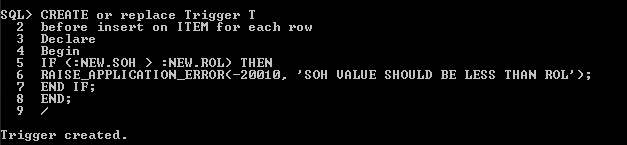 SQL> CREATE or replace Trigger T
2 before insert on ITEM for each row
3 Declare
4 Begin
5 IF (:NEW.SOH > :NEW.ROL) THEN
6 RAISE_APPLICATION_ERROR(-20010, 'SOH VALUE SHOULD BE LESS THAN ROL');
7 END IF;
8 END;
9 /
Trigger created.